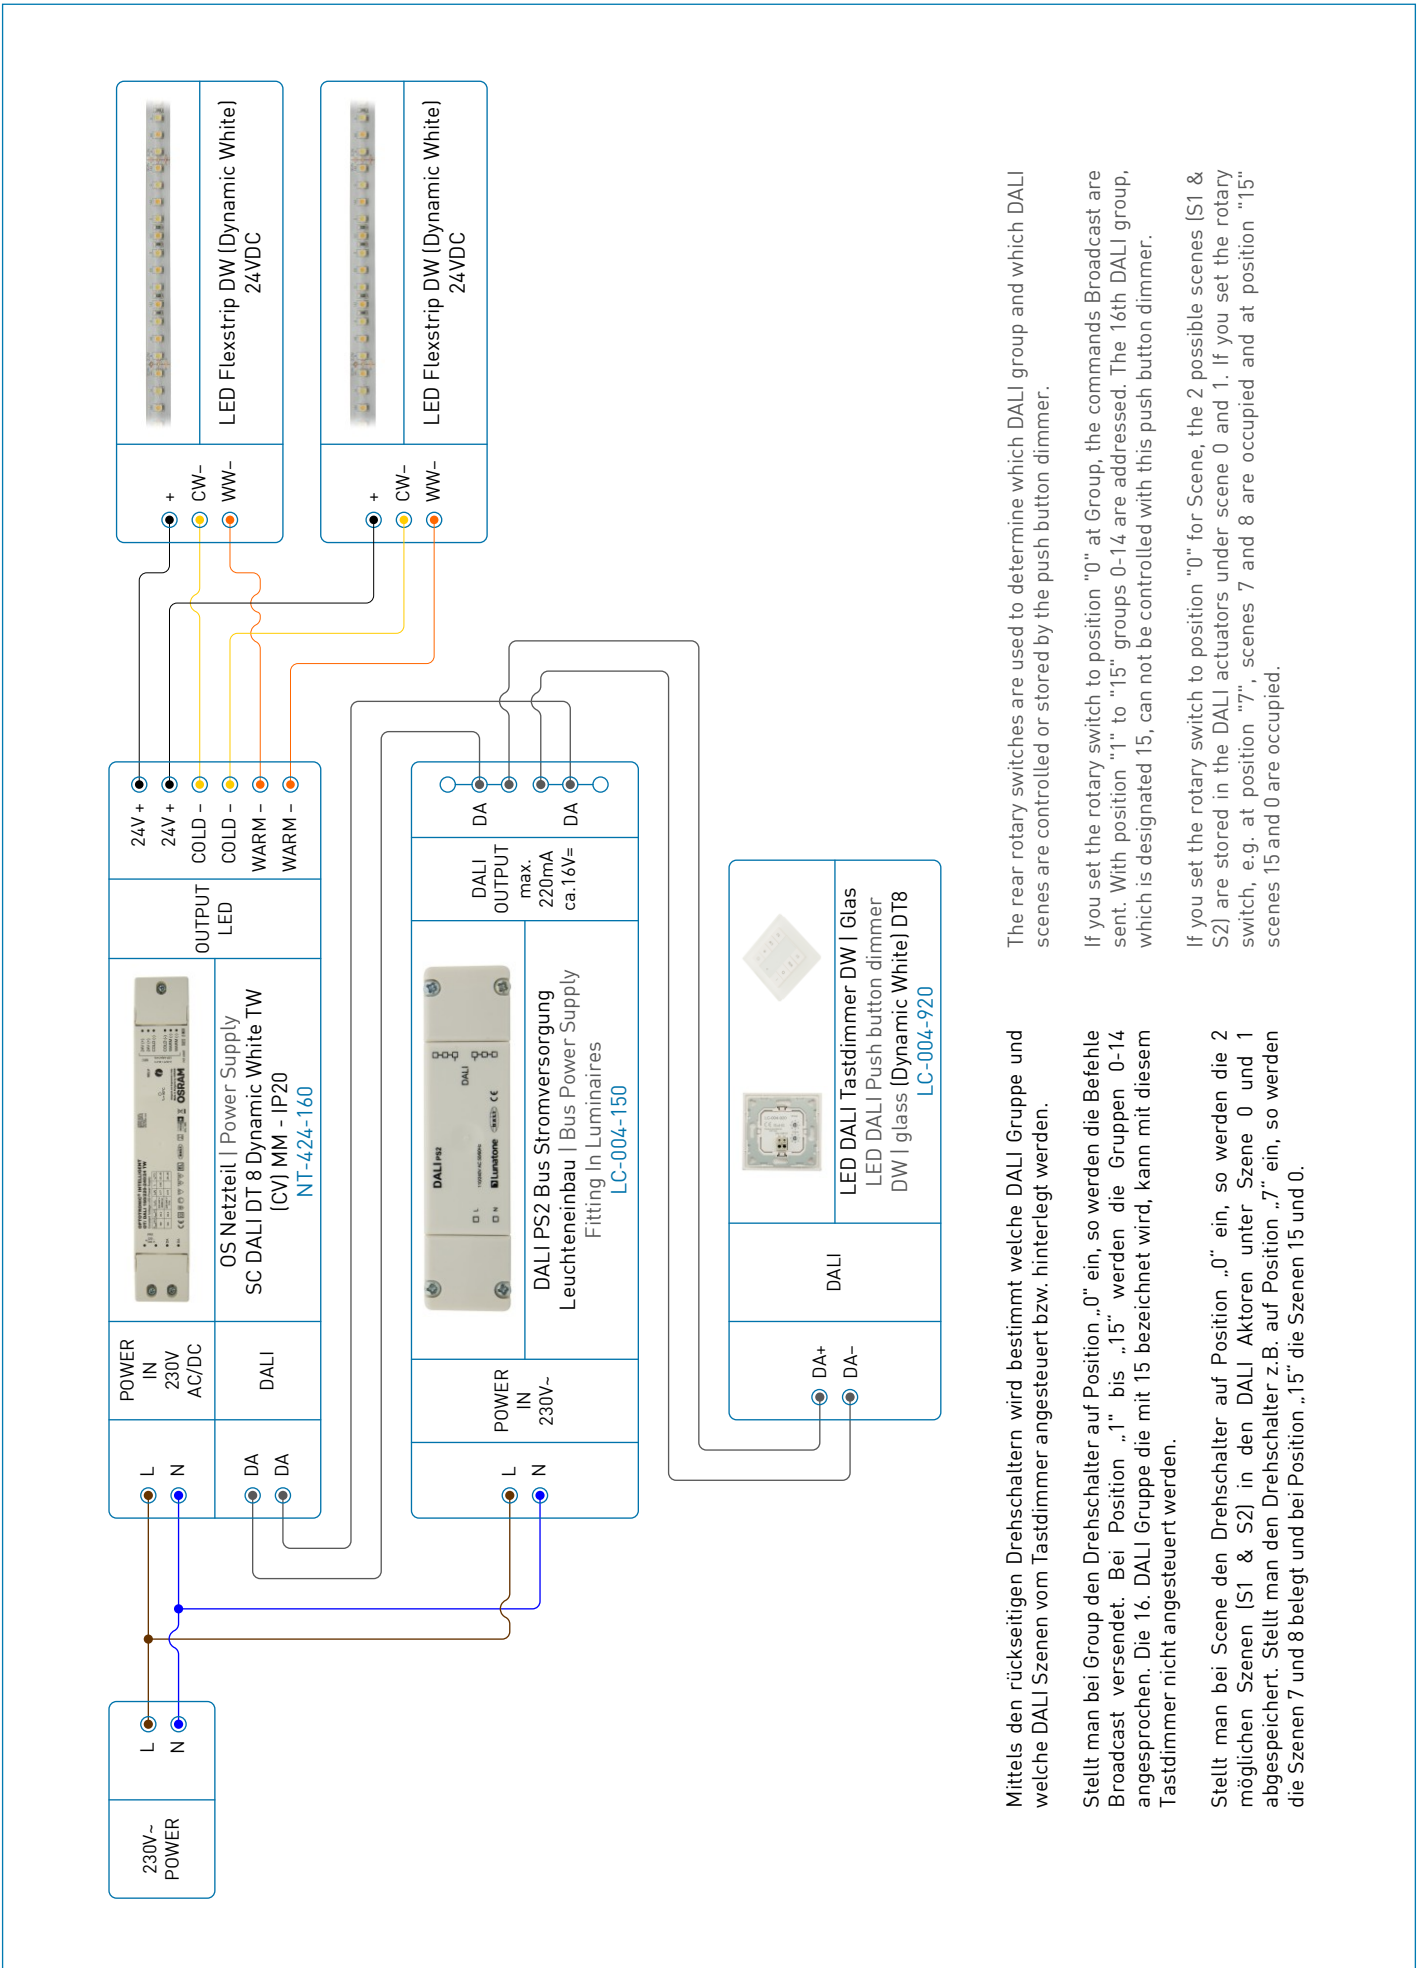 230V~
POWER
L
N
L
N
POWER
IN
230V
AC/DC
DA
DA
DALI
OPTOTRONIC® INTELLIGENT
OSRAM
OS Netzteil | Power Supply
SC DALI DT 8 Dynamic White TW
(CV) MM - IP20
NT-424-160
OUTPUT
LED
24V +
24V +
COLD –
COLD –
WARM –
WARM –
+
CW–
WW–
LED Flexstrip DW (Dynamic White)
24VDC
+
CW–
WW–
LED Flexstrip DW (Dynamic White)
24VDC
L
N
POWER
IN
230V~
DALI PS2
L
N
Lunatone
DALI
DALI PS2 Bus Stromversorgung
Leuchteneinbau | Bus Power Supply
Fitting In Luminaires
LC-004-150
DALI
OUTPUT
max.
220mA
ca.16V=
DA
DA
DA+
DA–
DALI
LED DALI Tastdimmer DW | Glas
LED DALI Push button dimmer
DW | glass (Dynamic White) DT8
LC-004-920
Mittels den rückseitigen Drehschaltern wird bestimmt welche DALI Gruppe und
welche DALI Szenen vom Tastdimmer angesteuert bzw. hinterlegt werden.
Stellt man bei Group den Drehschalter auf Position „0“ ein, so werden die Befehle
Broadcast versendet. Bei Position „1“ bis „15“ werden die Gruppen 0-14
angesprochen. Die 16. DALI Gruppe die mit 15 bezeichnet wird, kann mit diesem
Tastdimmer nicht angesteuert werden.
Stellt man bei Scene den Drehschalter auf Position „0“ ein, so werden die 2
möglichen Szenen (S1 & S2) in den DALI Aktoren unter Szene 0 und 1
abgespeichert. Stellt man den Drehschalter z.B. auf Position „7“ ein, so werden
die Szenen 7 und 8 belegt und bei Position „15“ die Szenen 15 und 0.
The rear rotary switches are used to determine which DALI group and which DALI
scenes are controlled or stored by the push button dimmer.
If you set the rotary switch to position "0" at Group, the commands Broadcast are
sent. With position "1" to "15" groups 0-14 are addressed. The 16th DALI group,
which is designated 15, can not be controlled with this push button dimmer.
If you set the rotary switch to position "0" for Scene, the 2 possible scenes (S1 &
S2) are stored in the DALI actuators under scene 0 and 1. If you set the rotary
switch, e.g. at position "7", scenes 7 and 8 are occupied and at position "15"
scenes 15 and 0 are occupied.